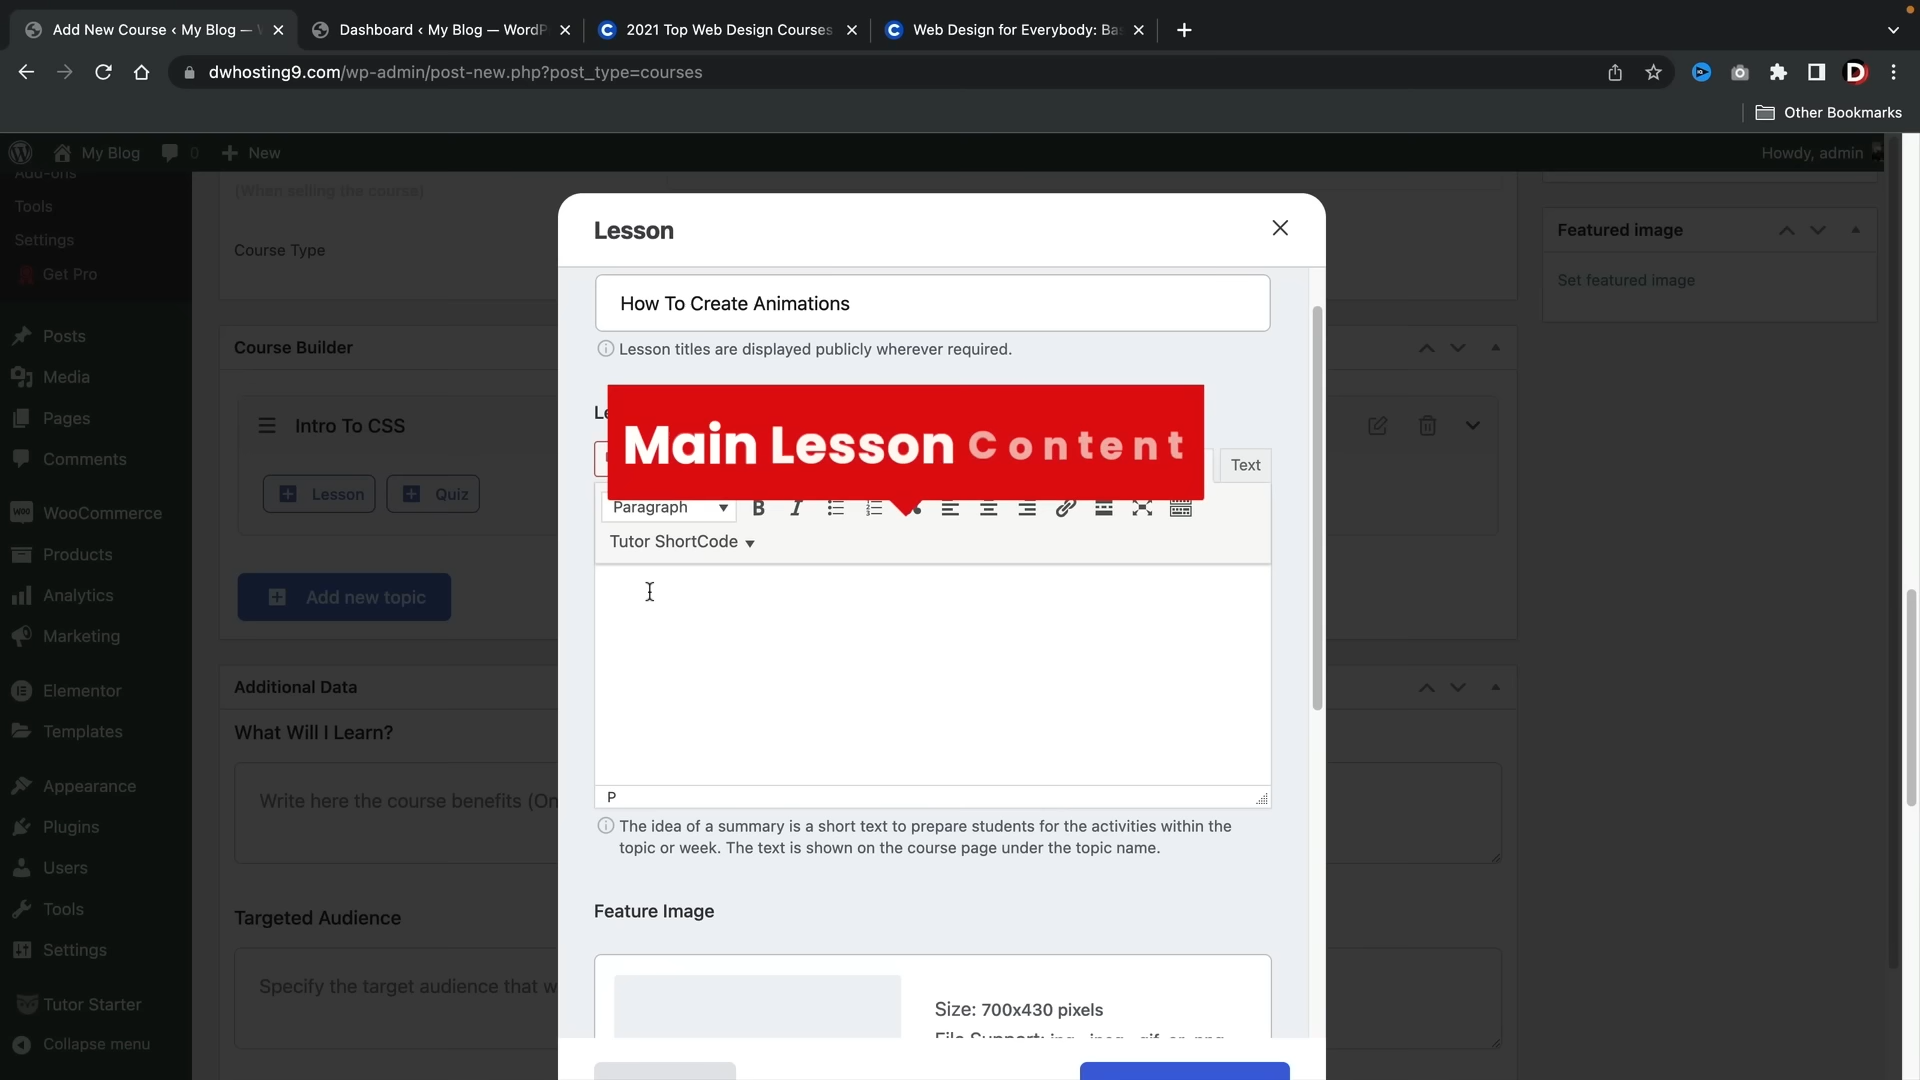 Add New Course ‹ My Blog —
Dashboard ‹ My Blog — WordP
2021 Top Web Design Courses
Web Design for Everybody: Ba
dwhosting9.com/wp-admin/post-new.php?post_type=courses
Other Bookmarks
My Blog
0
New
Howdy, admin
Add-ons
Tools
Settings
Get Pro
Posts
Media
Pages
Comments
WooCommerce
Products
Analytics
Marketing
Elementor
Templates
Appearance
Plugins
Users
Tools
Settings
Tutor Starter
Collapse menu
(When selling the course)
Course Type
Course Builder
Intro To CSS
Lesson
Quiz
Add new topic
Additional Data
What Will I Learn?
Write here the course benefits (On
Targeted Audience
Specify the target audience that w
Lesson
How To Create Animations
Lesson titles are displayed publicly wherever required.
Main Lesson Content
Text
Paragraph
Tutor ShortCode
P
The idea of a summary is a short text to prepare students for the activities within the
topic or week. The text is shown on the course page under the topic name.
Feature Image
Size: 700x430 pixels
Featured image
Set featured image